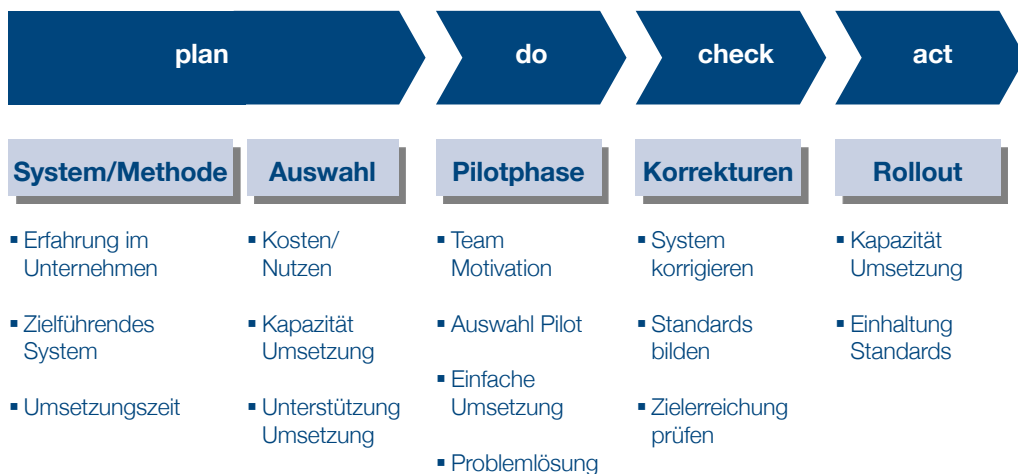 plan
do
check
act
System/Methode
Auswahl
Pilotphase
Korrekturen
Rollout
▪ Erfahrung im
Unternehmen
▪ Zielführendes
System
▪ Umsetzungszeit
▪ Kosten/
Nutzen
▪ Kapazität
Umsetzung
▪ Unterstützung
Umsetzung
▪ Team
Motivation
▪ Auswahl Pilot
▪ Einfache
Umsetzung
▪ Problemlösung
▪ System
korrigieren
▪ Standards
bilden
▪ Zielerreichung
prüfen
▪ Kapazität
Umsetzung
▪ Einhaltung
Standards